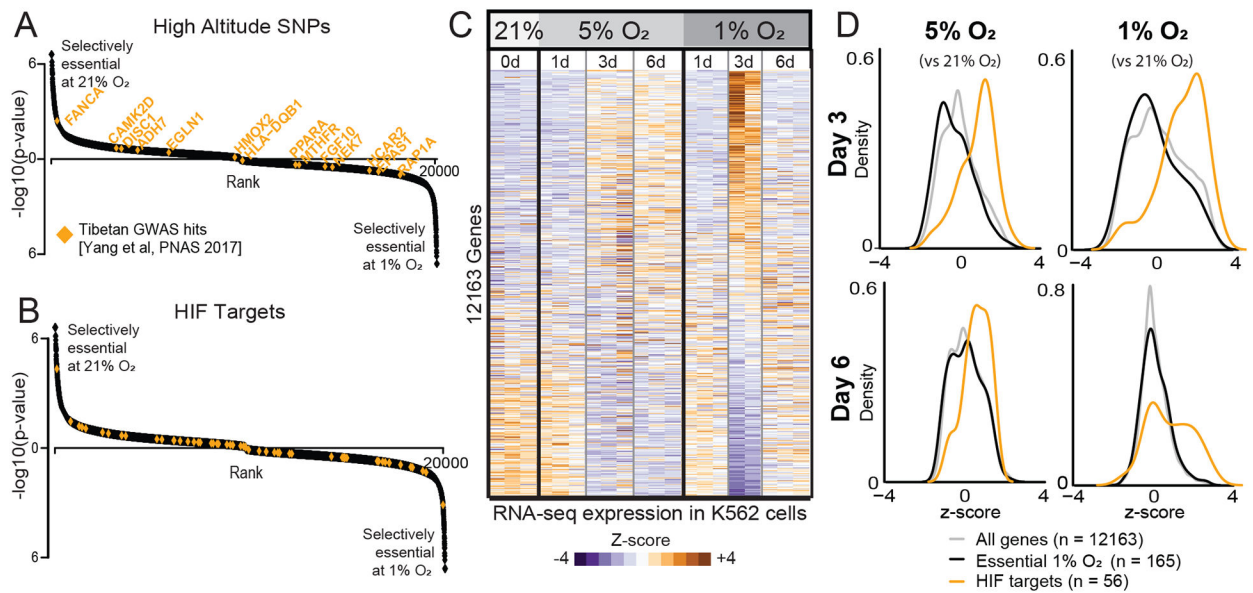 A
High Altitude SNPs
Selectively
essential
at 21% O₂
6
0
6
-log10(p-value)
FANCA
CAMK2D
DISC1
ADH7
EGLN1
HMOX2
HLA-DQB1
PPARA
MTHFR
FGF10
NEK7
HCAR2
ERAS1
RAP1A
20000
Rank
Tibetan GWAS hits
[Yang et al, PNAS 2017]
Selectively
essential
at 1% O₂
B
HIF Targets
6
0
6
-log10(p-value)
Selectively
essential
at 21% O₂
Rank
20000
Selectively
essential
at 1% O₂
C
21% 5% O₂ 1% O₂
0d 1d 3d 6d 1d 3d 6d
12163 Genes
RNA-seq expression in K562 cells
Z-score
-4 +4
D
5% O₂ 1% O₂
(vs 21% O₂) (vs 21% O₂)
Day 3
Density
0.6 0.6
0 0
-4 0 4 -4 0 4
Day 6
Density
0.6 0.8
0 0
-4 0 4 -4 0 4
z-score z-score
All genes (n = 12163)
Essential 1% O₂ (n = 165)
HIF targets (n = 56)